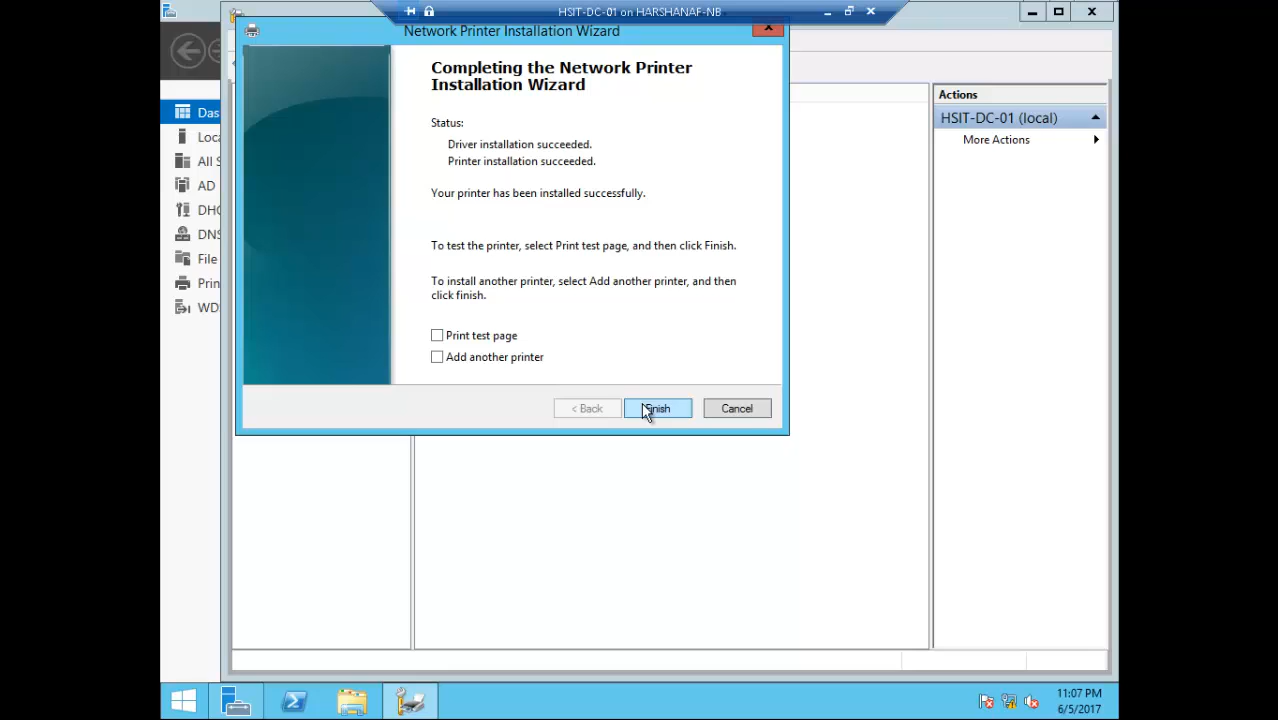 HSIT-DC-01 on HARSHANAF-NB
Network Printer Installation Wizard
Completing the Network Printer
Installation Wizard
Status:
Driver installation succeeded.
Printer installation succeeded.
Your printer has been installed successfully.
To test the printer, select Print test page, and then click Finish.
To install another printer, select Add another printer, and then
click finish.
Print test page
Add another printer
< Back
Finish
Cancel
Das
Loca
All S
AD
DHC
DNS
File
Prin
WD
Actions
HSIT-DC-01 (local)
More Actions
11:07 PM
6/5/2017